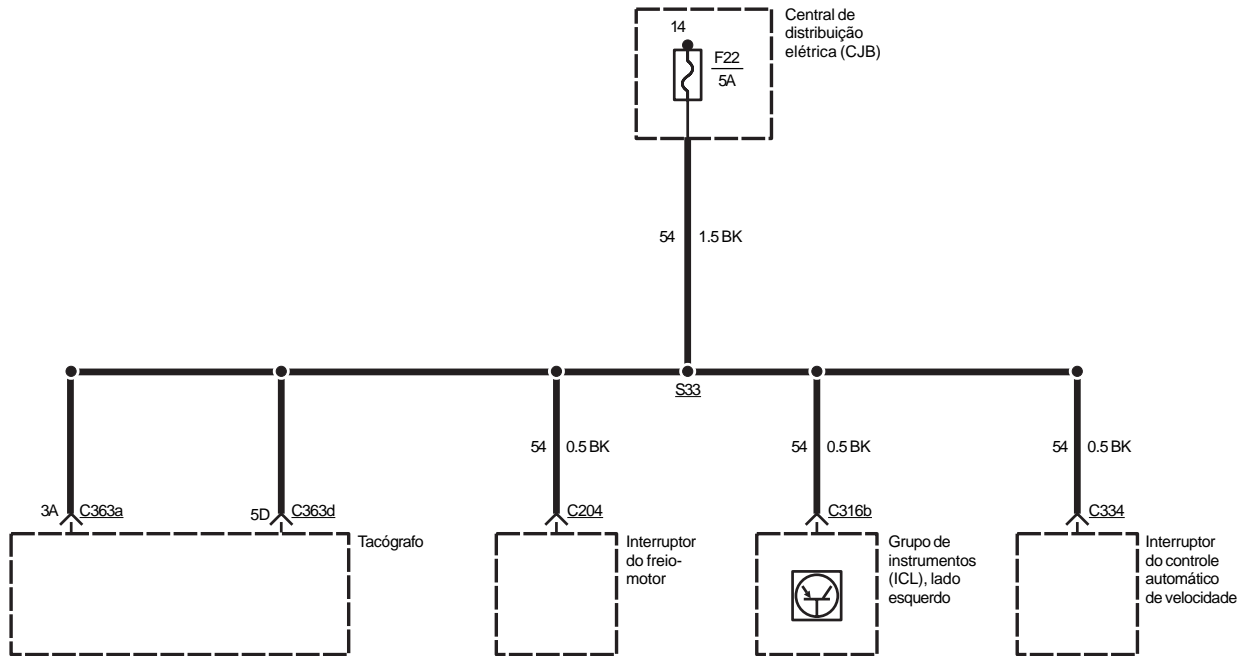 Central de
distribuição
elétrica (CJB)
14
F22
5A
54 1.5 BK
S33
54 0.5 BK
54 0.5 BK
54 0.5 BK
3A C363a
5D C363d
C204
C316b
C334
Tacógrafo
Interruptor
do freio-
motor
Grupo de
instrumentos
(ICL), lado
esquerdo
Interruptor
do controle
automático
de velocidade